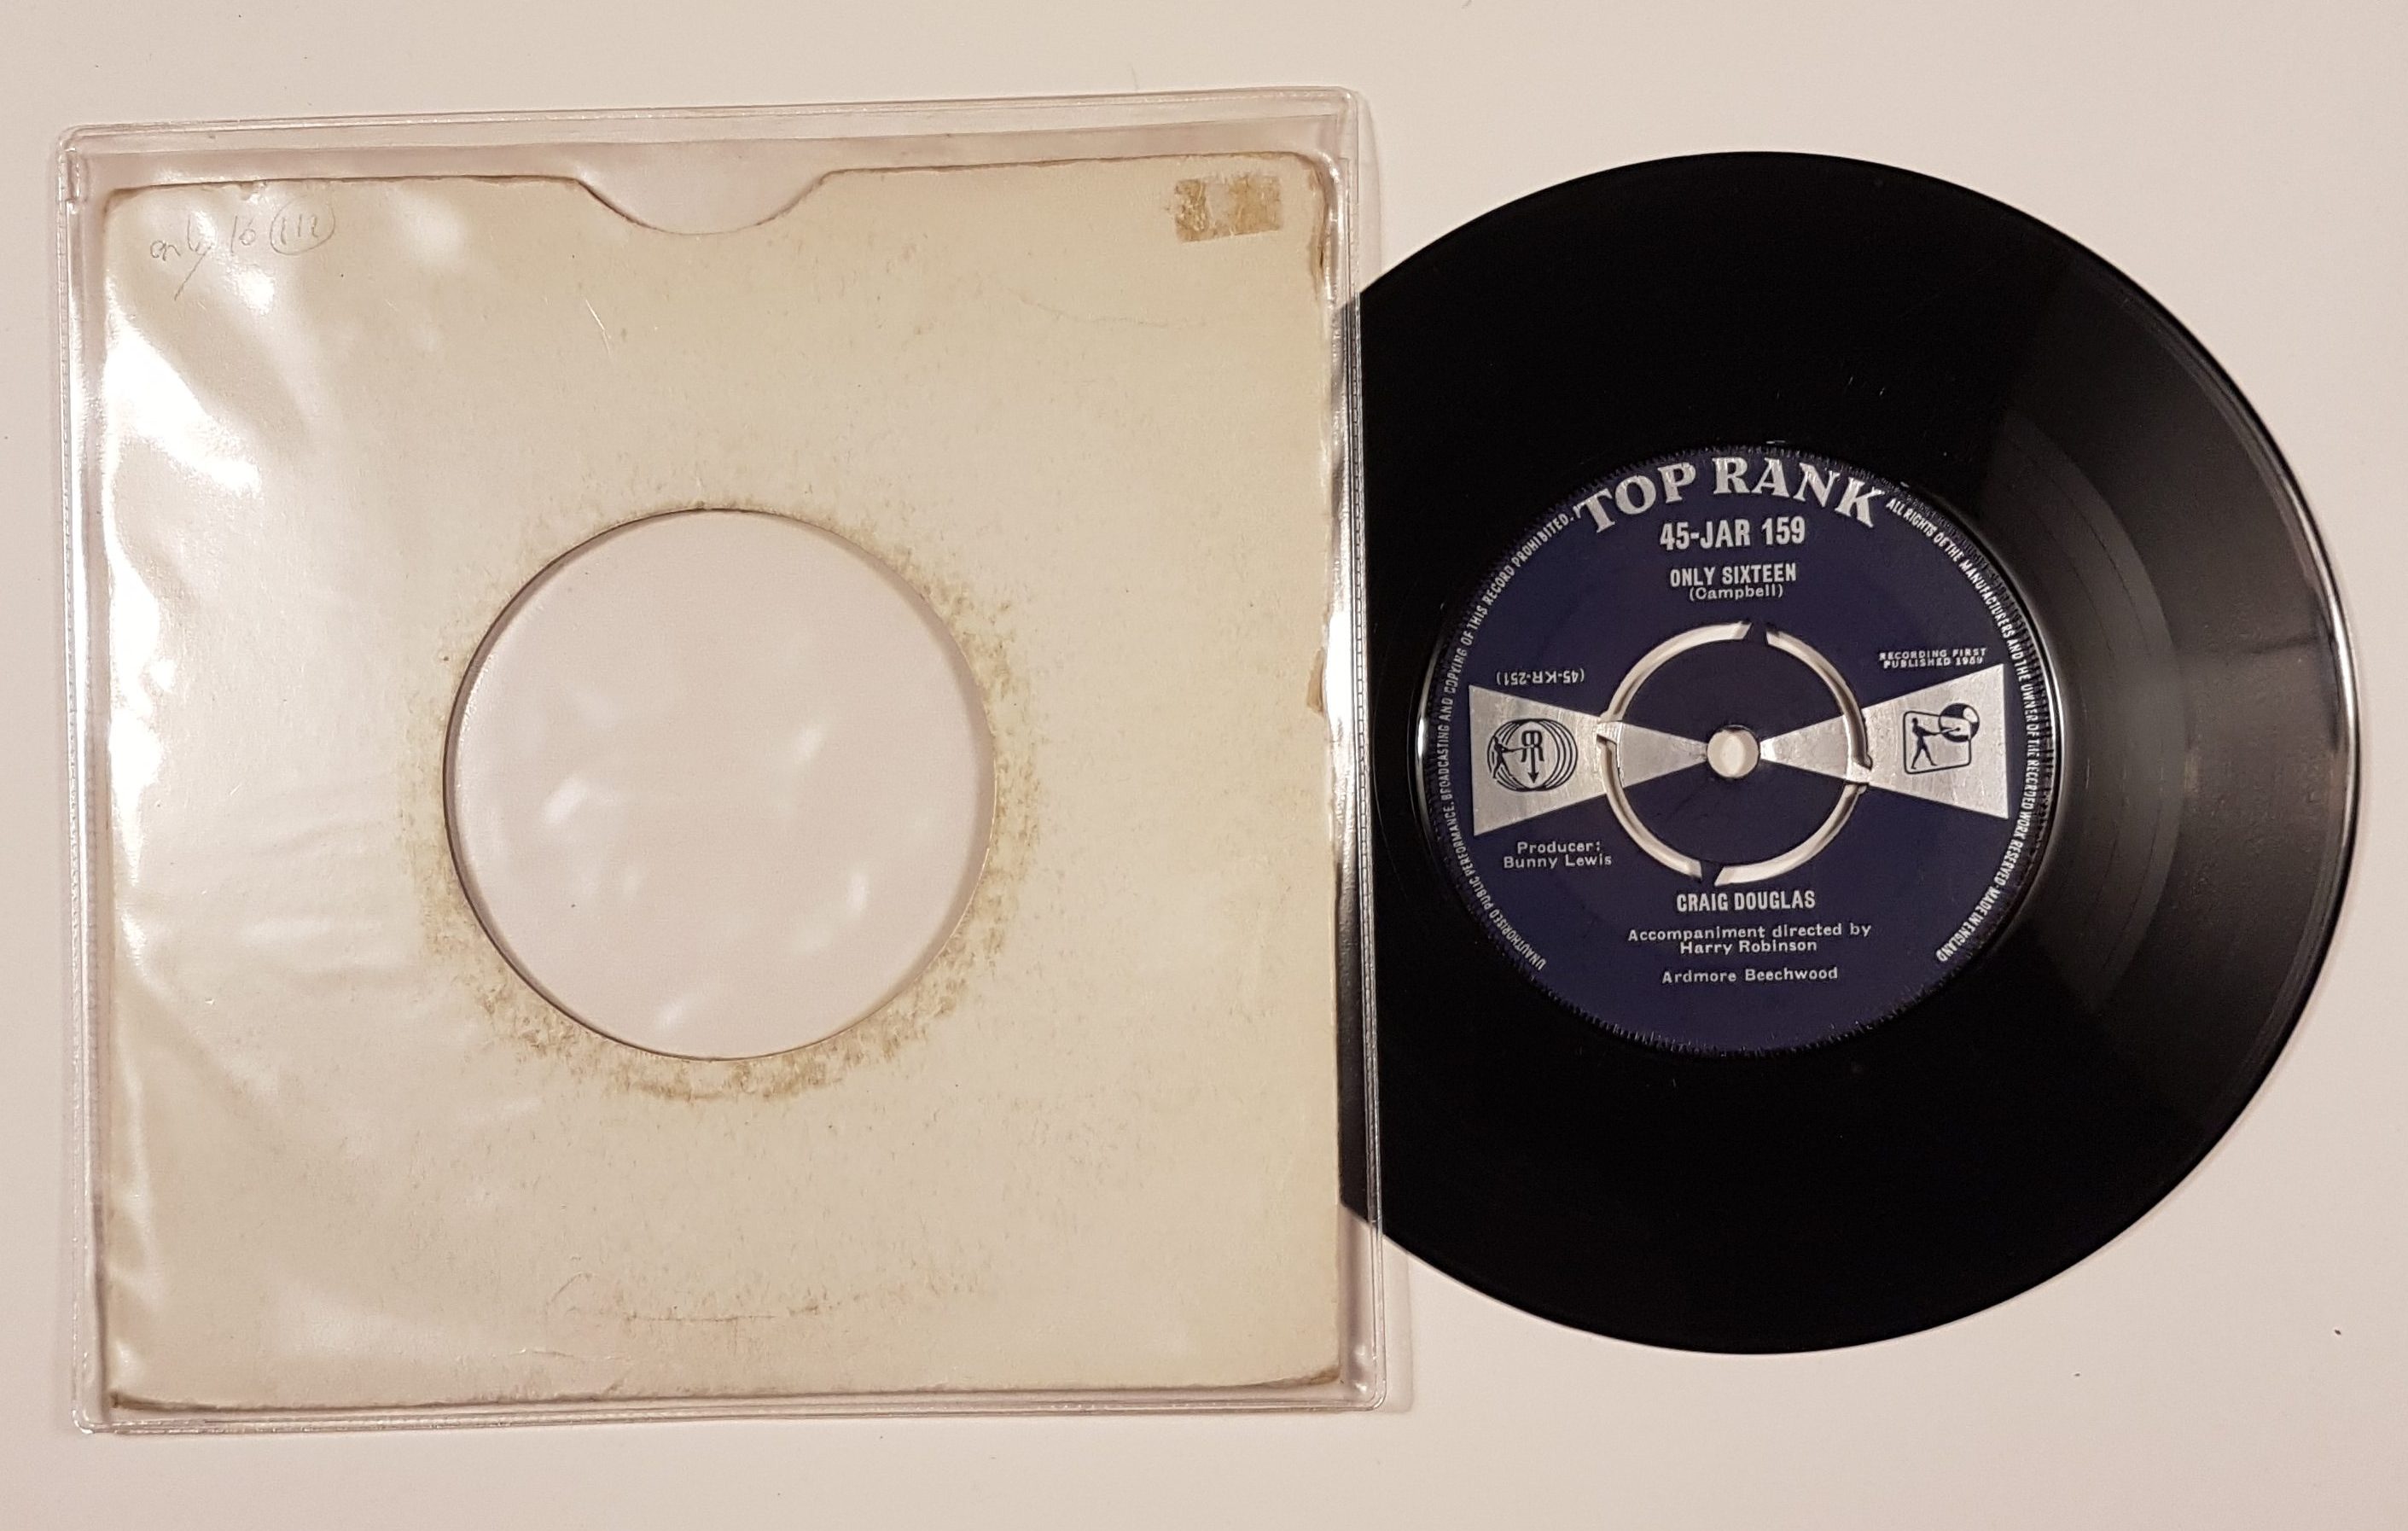 only 16 112
TOP RANK
45-JAR 159
ONLY SIXTEEN
(Campbell)
(45-KR-251)
RECORDING FIRST
PUBLISHED 1959
Producer:
Bunny Lewis
CRAIG DOUGLAS
Accompaniment directed by
Harry Robinson
Ardmore Beechwood
UNAUTHORISED PUBLIC PERFORMANCE, BROADCASTING AND COPYING OF THIS RECORD PROHIBITED.
ALL RIGHTS OF THE MANUFACTURERS AND THE OWNER OF THE RECORDED WORK RESERVED·MADE IN ENGLAND